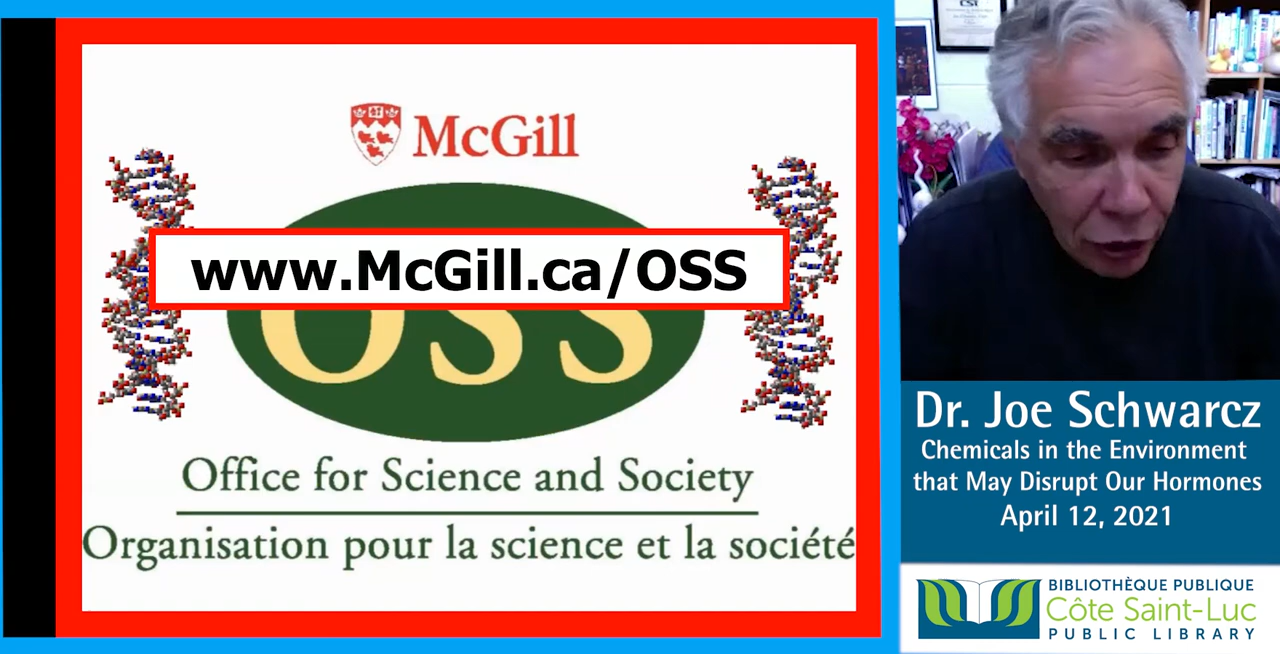 McGill
www.McGill.ca/OSS
OSS
Office for Science and Society
Organisation pour la science et la société
CSI
Dr. Joe Schwarcz
Chemicals in the Environment
that May Disrupt Our Hormones
April 12, 2021
BIBLIOTHÈQUE PUBLIQUE
Côte Saint-Luc
PUBLIC LIBRARY